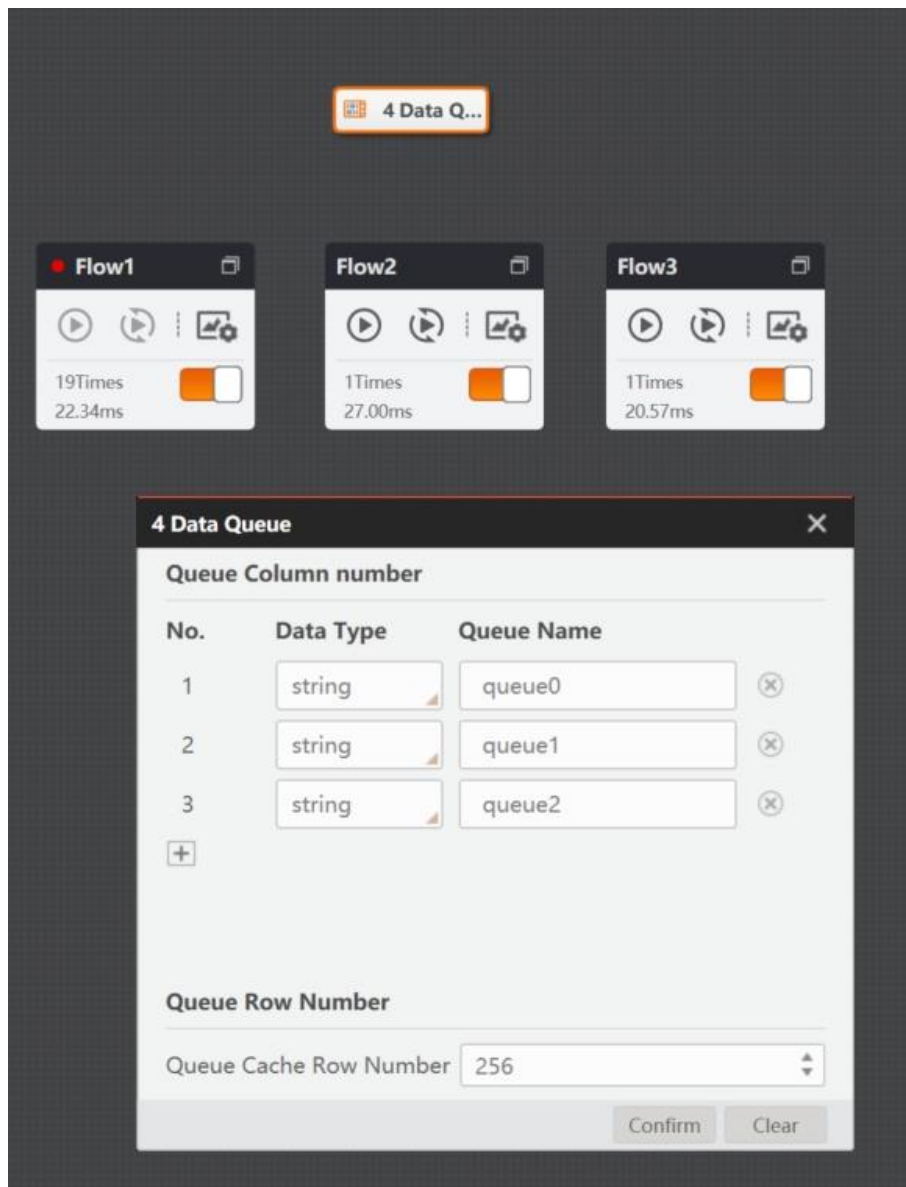 4 Data Q...
Flow1
Flow2
Flow3
19Times
22.34ms
1Times
27.00ms
1Times
20.57ms
4 Data Queue
Queue Column number
No. Data Type Queue Name
1 string queue0
2 string queue1
3 string queue2
Queue Row Number
Queue Cache Row Number 256
Confirm Clear